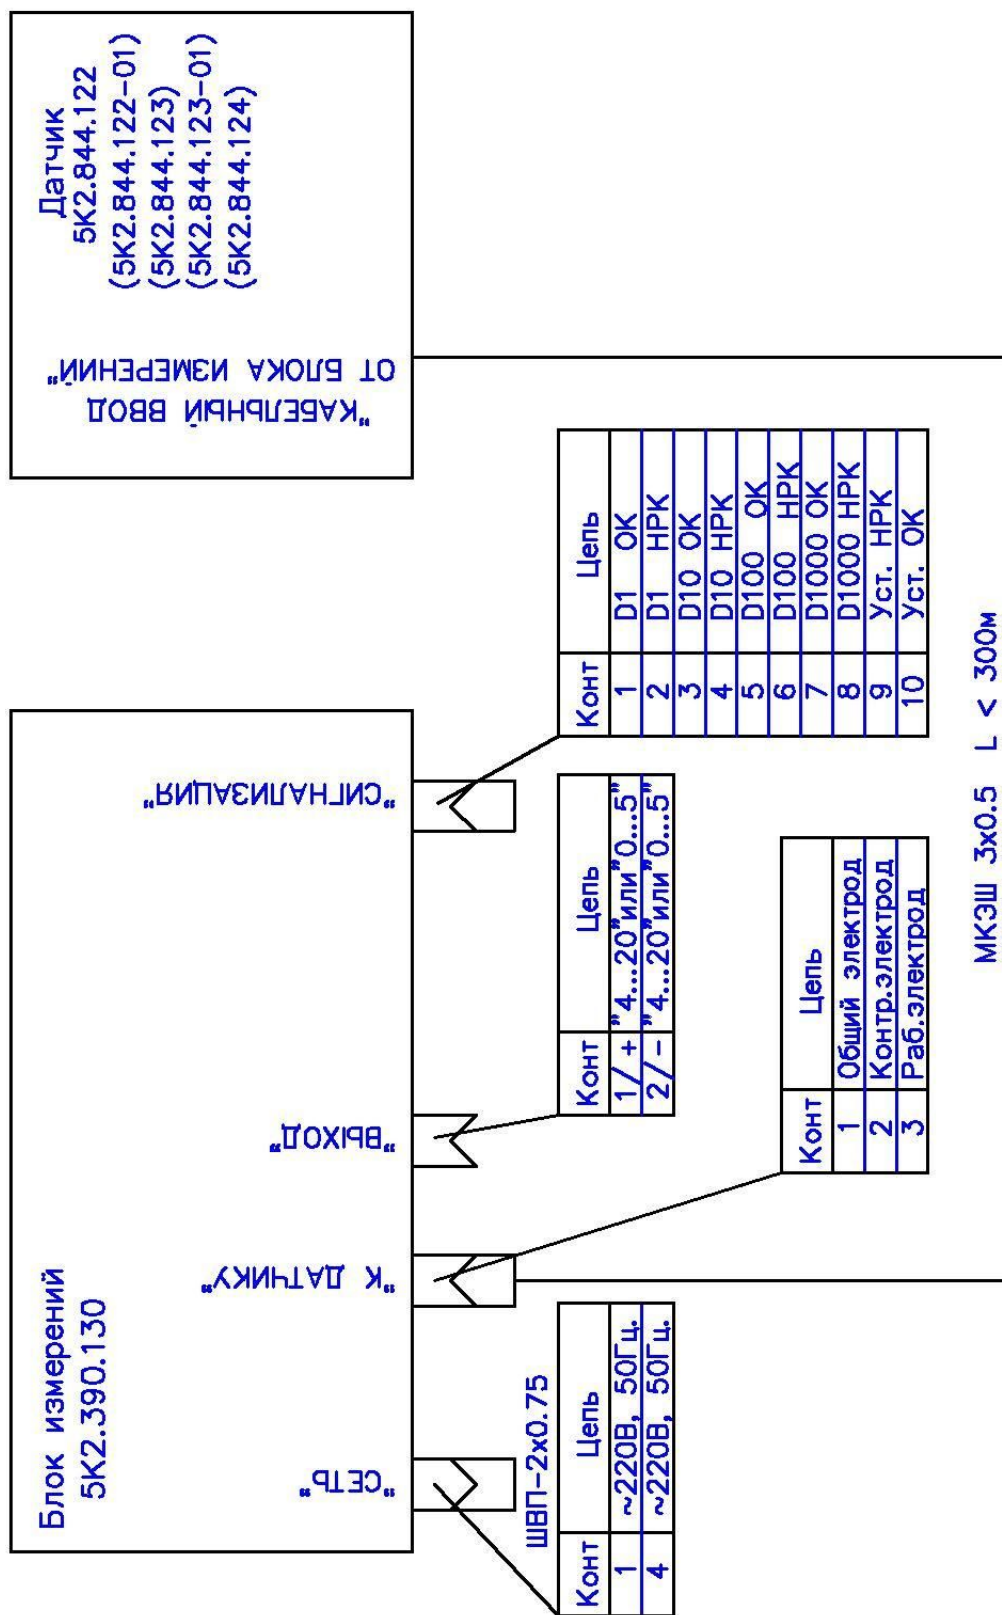 Блок измерений
5К2.390.130
"СЕТЬ"
"К ДАТЧИКУ"
"ВЫХОД"
"СИГНАЛИЗАЦИЯ"
Датчик
5К2.844.122
(5К2.844.122-01)
(5К2.844.123)
(5К2.844.123-01)
(5К2.844.124)
"КАБЕЛЬНЫЙ ВВОД
ОТ БЛОКА ИЗМЕРЕНИЙ"
ШВП-2х0.75
Конт Цепь
1 ~220В, 50Гц.
4 ~220В, 50Гц.
Конт Цепь
1/+ "4...20"или"0...5"
2/- "4...20"или"0...5"
Конт Цепь
1 D1 ОК
2 D1 НРК
3 D10 ОК
4 D10 НРК
5 D100 ОК
6 D100 НРК
7 D1000 ОК
8 D1000 НРК
9 Уст. НРК
10 Уст. ОК
Конт Цепь
1 Общий электрод
2 Контр.электрод
3 Раб.электрод
МКЭШ 3х0.5 L < 300м